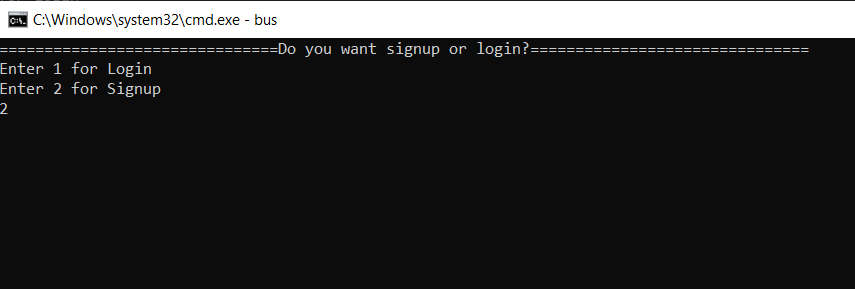 C:\Windows\system32\cmd.exe - bus
===============================Do you want signup or login?===============================
Enter 1 for Login
Enter 2 for Signup
2